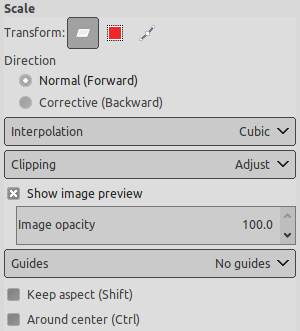 Scale
Transform:
Direction
Normal (Forward)
Corrective (Backward)
Interpolation Cubic
Clipping Adjust
Show image preview
Image opacity 100.0
Guides No guides
Keep aspect (Shift)
Around center (Ctrl)